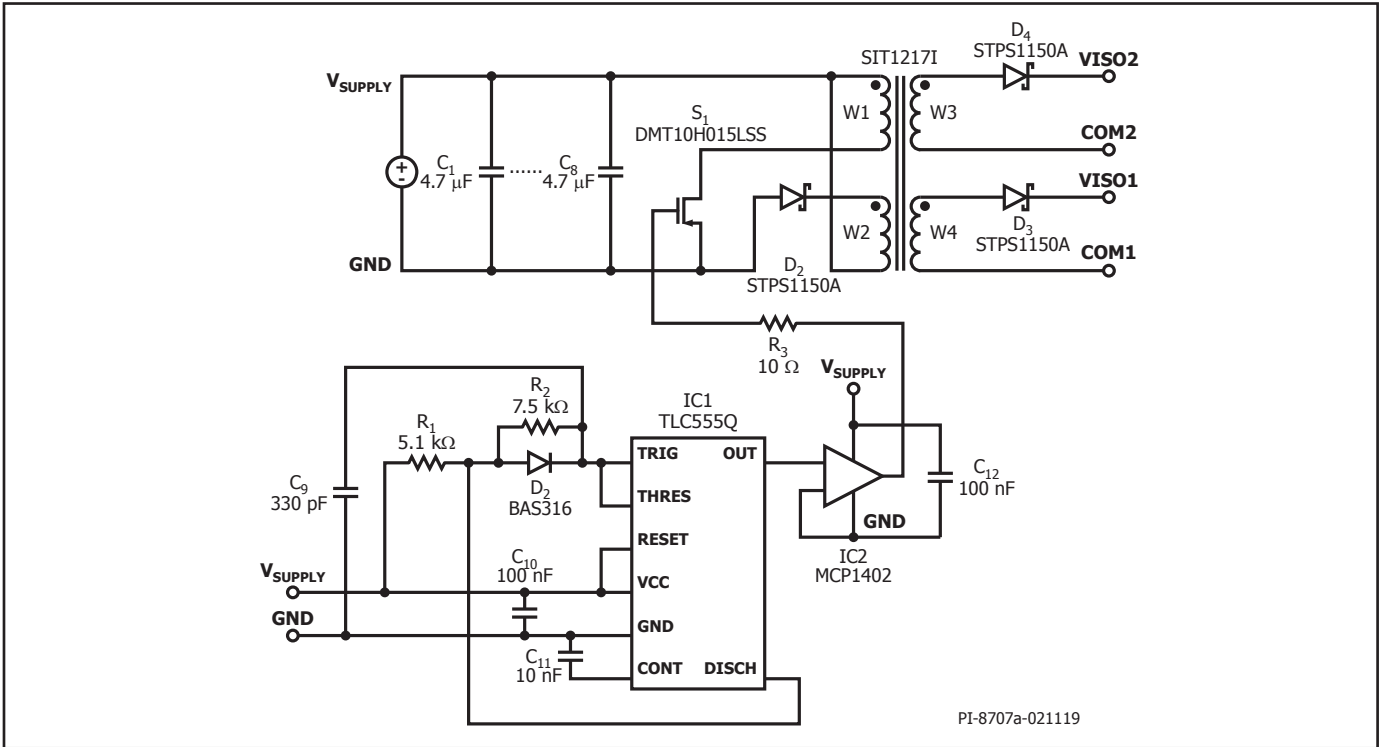 D4
STPS1150A
VISO2
SIT1217I
VSUPPLY
S1
DMT10H015LSS
W1
W3
COM2
+
-
C1
4.7 μF
......
C8
4.7 μF
VISO1
W2
W4
D3
STPS1150A
GND
D2
STPS1150A
COM1
R3
10 Ω
VSUPPLY
R2
7.5 kΩ
IC1
TLC555Q
R1
5.1 kΩ
TRIG
OUT
C9
330 pF
D2
BAS316
THRES
C12
100 nF
GND
RESET
IC2
MCP1402
C10
100 nF
VSUPPLY
VCC
GND
GND
C11
10 nF
CONT
DISCH
PI-8707a-021119